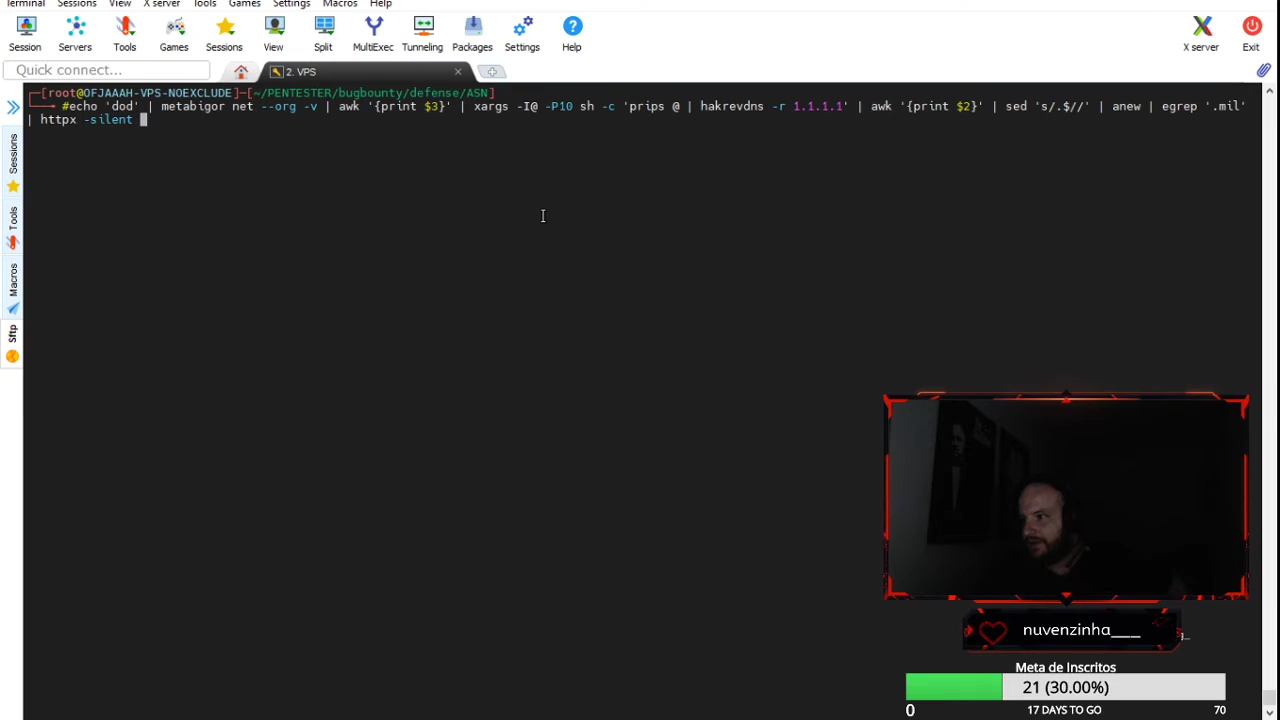 Terminal Sessions View X server Tools Games Settings Macros Help
Session Servers Tools Games Sessions View Split MultiExec Tunneling Packages Settings Help X server Exit
Quick connect... 2. VPS
[root@OFJAAAH-VPS-NOEXCLUDE]-[~/PENTESTER/bugbounty/defense/ASN]
#echo 'dod' | metabigor net --org -v | awk '{print $3}' | xargs -I@ -P10 sh -c 'prips @ | hakrevdns -r 1.1.1.1' | awk '{print $2}' | sed 's/.$//' | anew | egrep '.mil'
| httpx -silent
Sessions
Tools
Macros
Sftp
nuvenzinha___
Meta de Inscritos
21 (30.00%)
0 17 DAYS TO GO 70